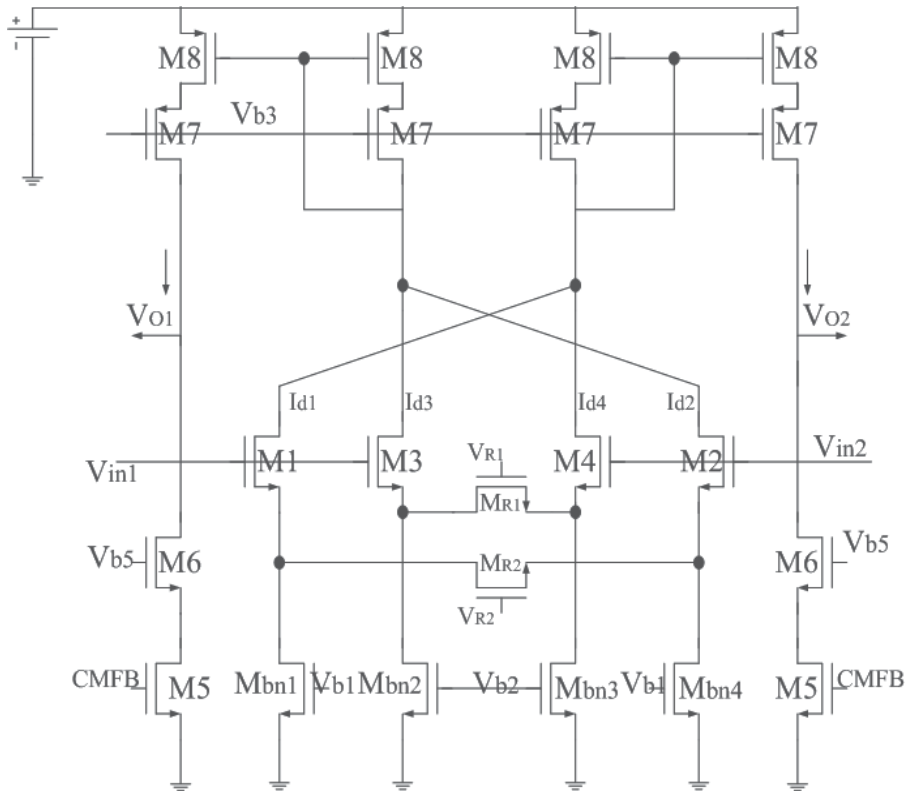 +
-
M8 M8 M8 M8
Vb3
M7 M7 M7 M7
VO1 VO2
Id1 Id3 Id4 Id2
Vin1 M1 M3 VR1 M4 M2 Vin2
MR1
Vb5 M6 MR2 M6 Vb5
VR2
CMFB M5 Mbn1 Vb1 Mbn2 Vb2 Mbn3 Vb1 Mbn4 M5 CMFB